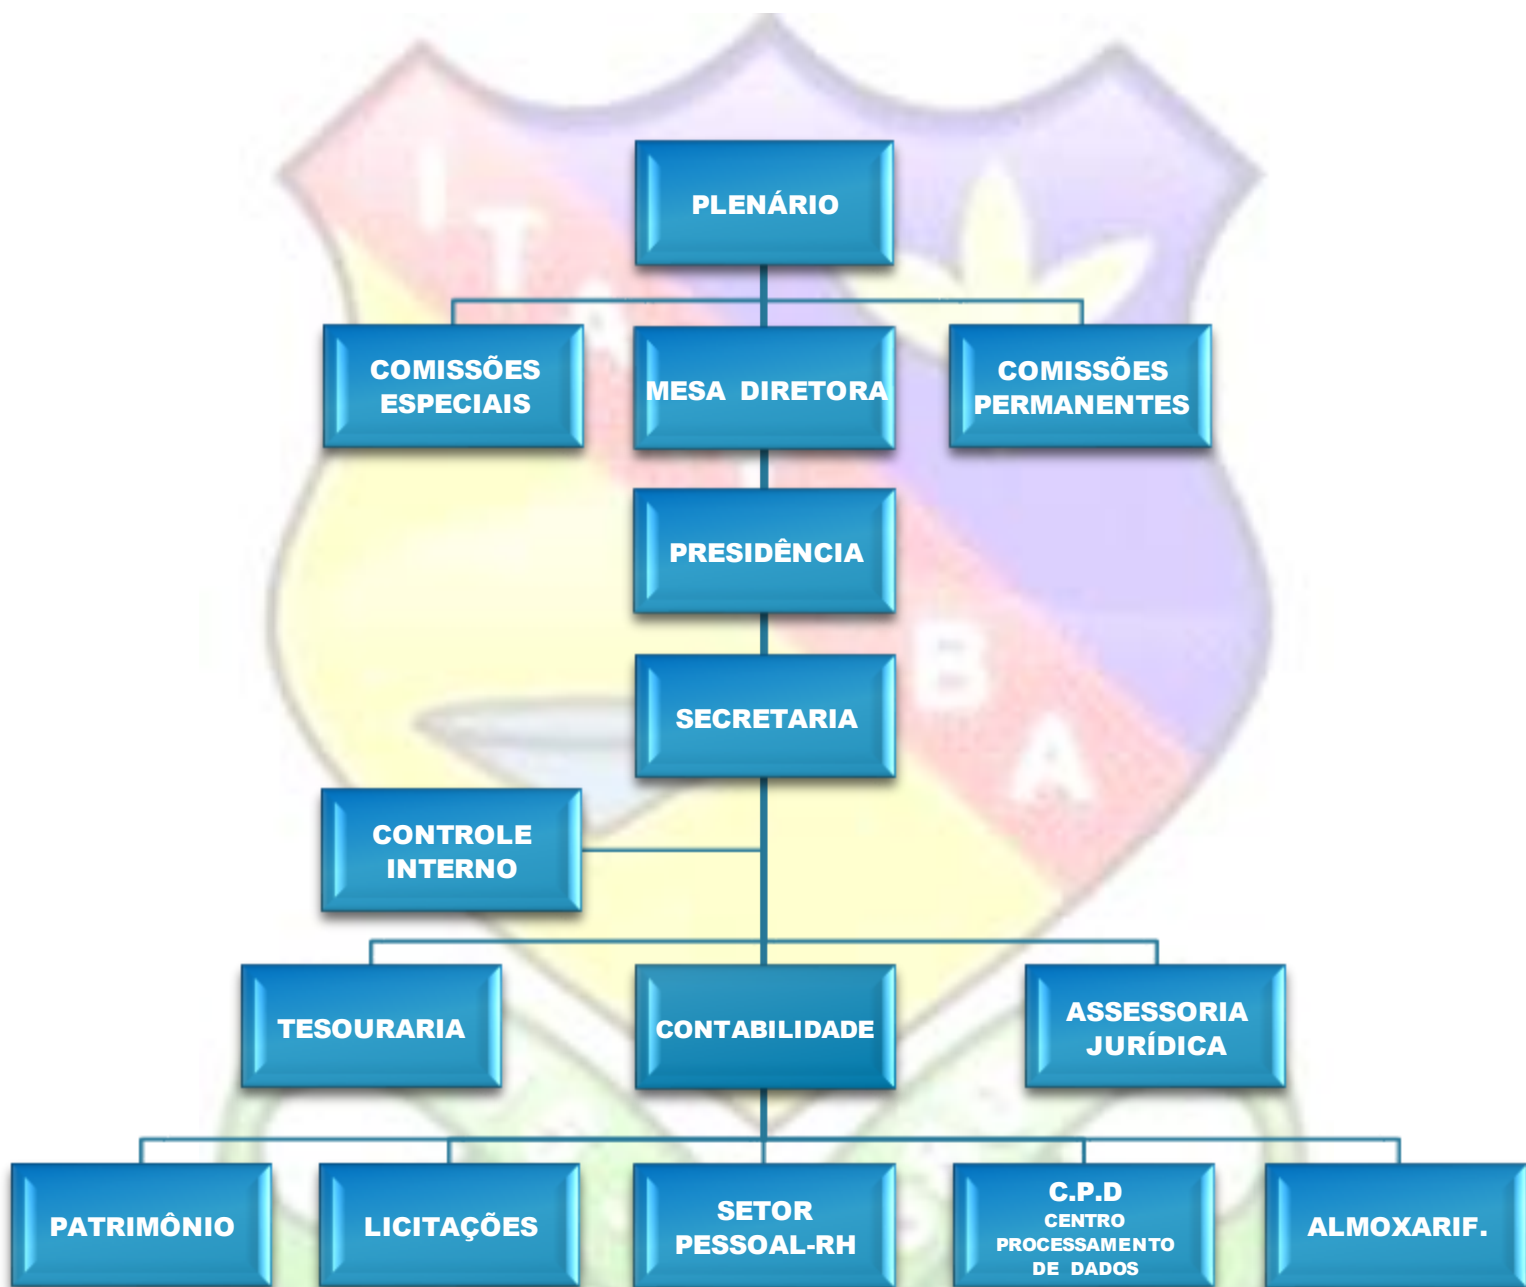 PLENÁRIO
COMISSÕES
ESPECIAIS
MESA DIRETORA
COMISSÕES
PERMANENTES
PRESIDÊNCIA
SECRETARIA
CONTROLE
INTERNO
TESOURARIA
CONTABILIDADE
ASSESSORIA
JURÍDICA
PATRIMÔNIO
LICITAÇÕES
SETOR
PESSOAL-RH
C.P.D
CENTRO
PROCESSAMENTO
DE DADOS
ALMOXARIF.